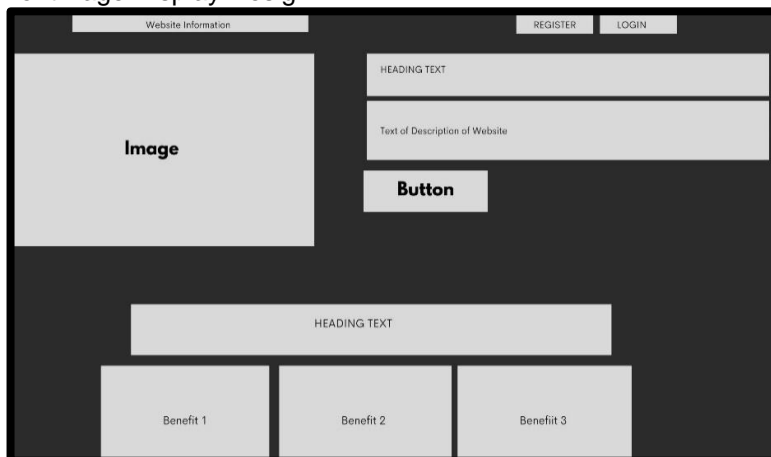 Website Information
REGISTER
LOGIN
HEADING TEXT
Text of Description of Website
Image
Button
HEADING TEXT
Benefit 1
Benefit 2
Benefiit 3